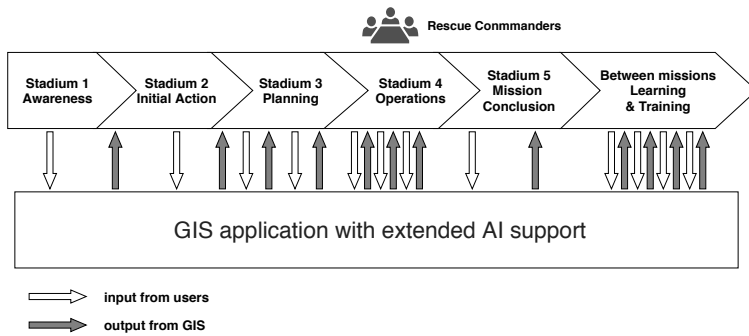 Rescue Conmmanders
Stadium 1
Awareness
Stadium 2
Initial Action
Stadium 3
Planning
Stadium 4
Operations
Stadium 5
Mission
Conclusion
Between missions
Learning
& Training
GIS application with extended AI support
input from users
output from GIS